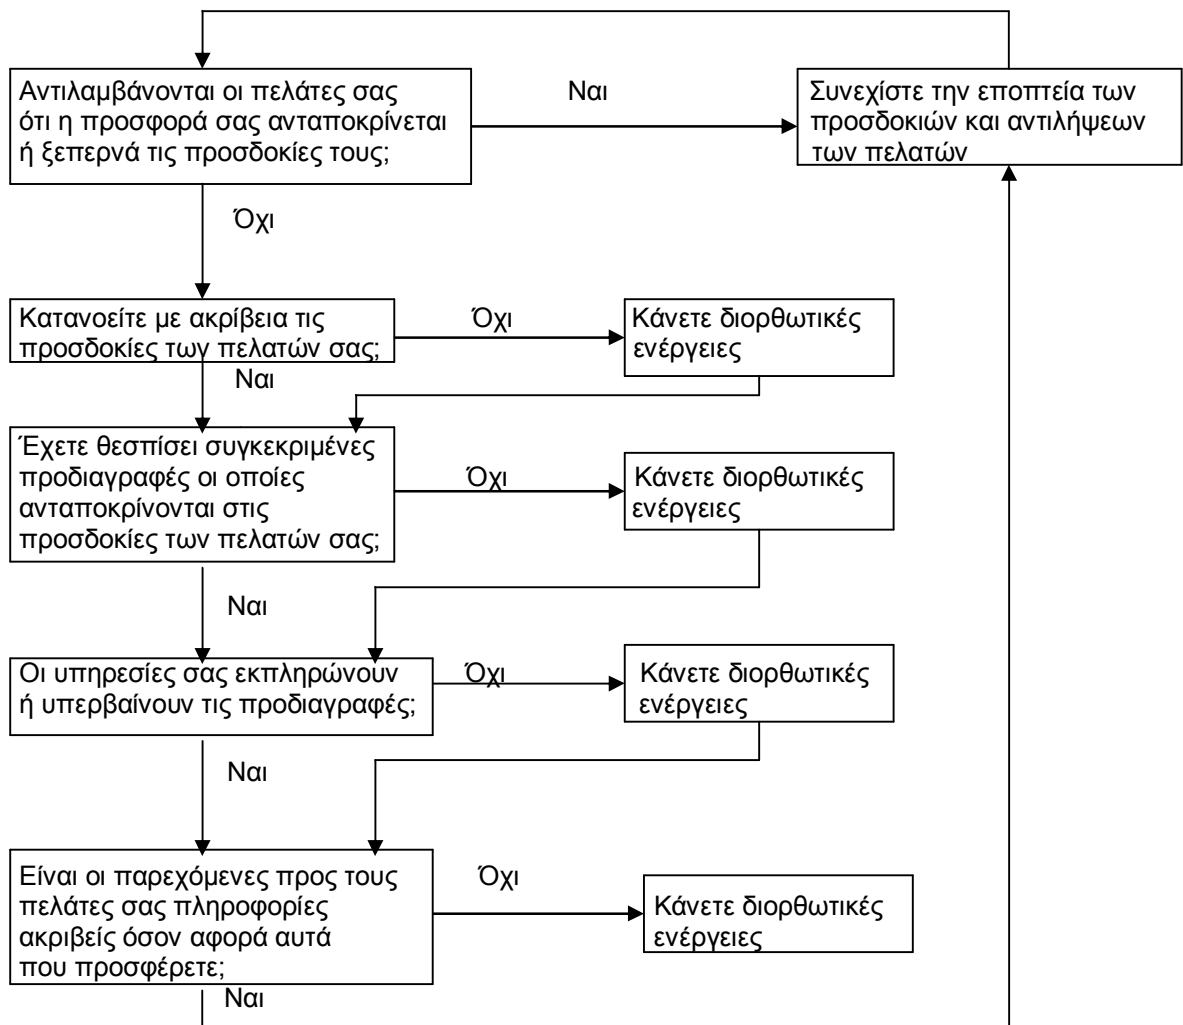 Αντιλαμβάνονται οι πελάτες σας
ότι η προσφορά σας ανταποκρίνεται
ή ξεπερνά τις προσδοκίες τους;
Ναι
Συνεχίστε την εποπτεία των
προσδοκιών και αντιλήψεων
των πελατών
Όχι
Κατανοείτε με ακρίβεια τις
προσδοκίες των πελατών σας;
Όχι
Κάνετε διορθωτικές
ενέργειες
Ναι
Έχετε θεσπίσει συγκεκριμένες
προδιαγραφές οι οποίες
ανταποκρίνονται στις
προσδοκίες των πελατών σας;
Όχι
Κάνετε διορθωτικές
ενέργειες
Ναι
Οι υπηρεσίες σας εκπληρώνουν
ή υπερβαίνουν τις προδιαγραφές;
Όχι
Κάνετε διορθωτικές
ενέργειες
Ναι
Είναι οι παρεχόμενες προς τους
πελάτες σας πληροφορίες
ακριβείς όσον αφορά αυτά
που προσφέρετε;
Όχι
Κάνετε διορθωτικές
ενέργειες
Ναι